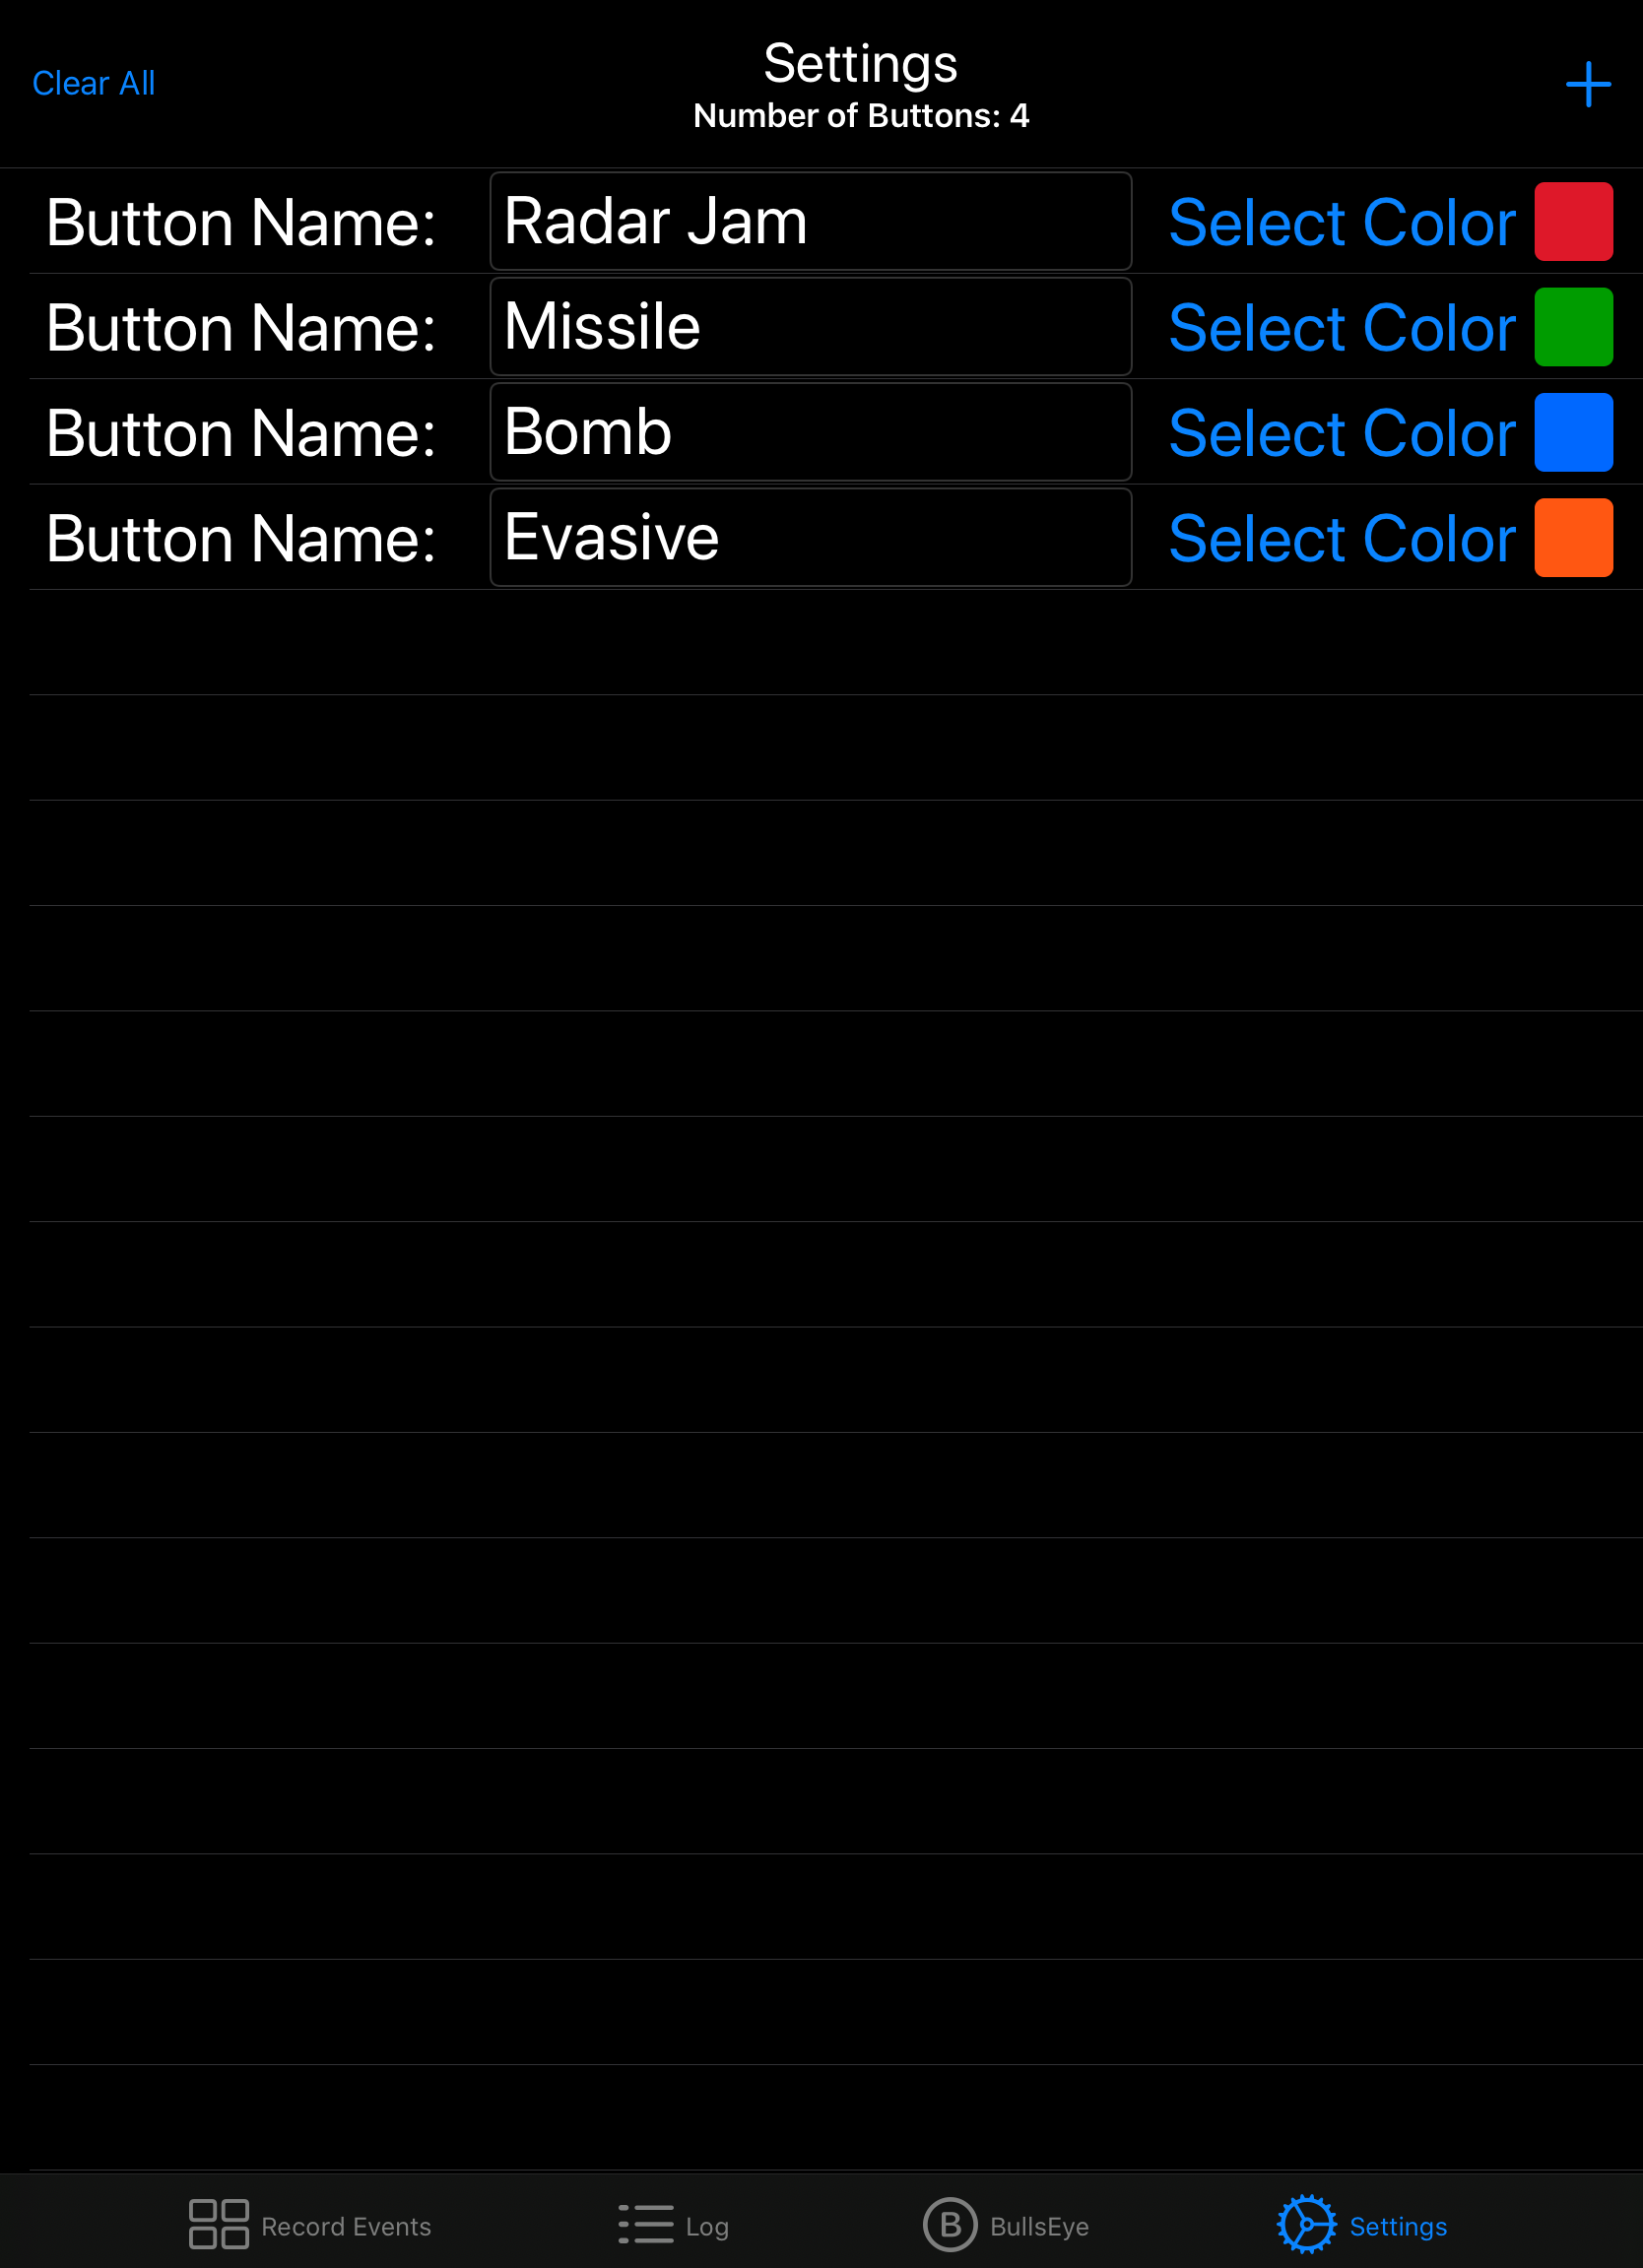 Clear All
Settings
Number of Buttons: 4
Button Name: Radar Jam Select Color
Button Name: Missile Select Color
Button Name: Bomb Select Color
Button Name: Evasive Select Color
Record Events Log B BullsEye Settings